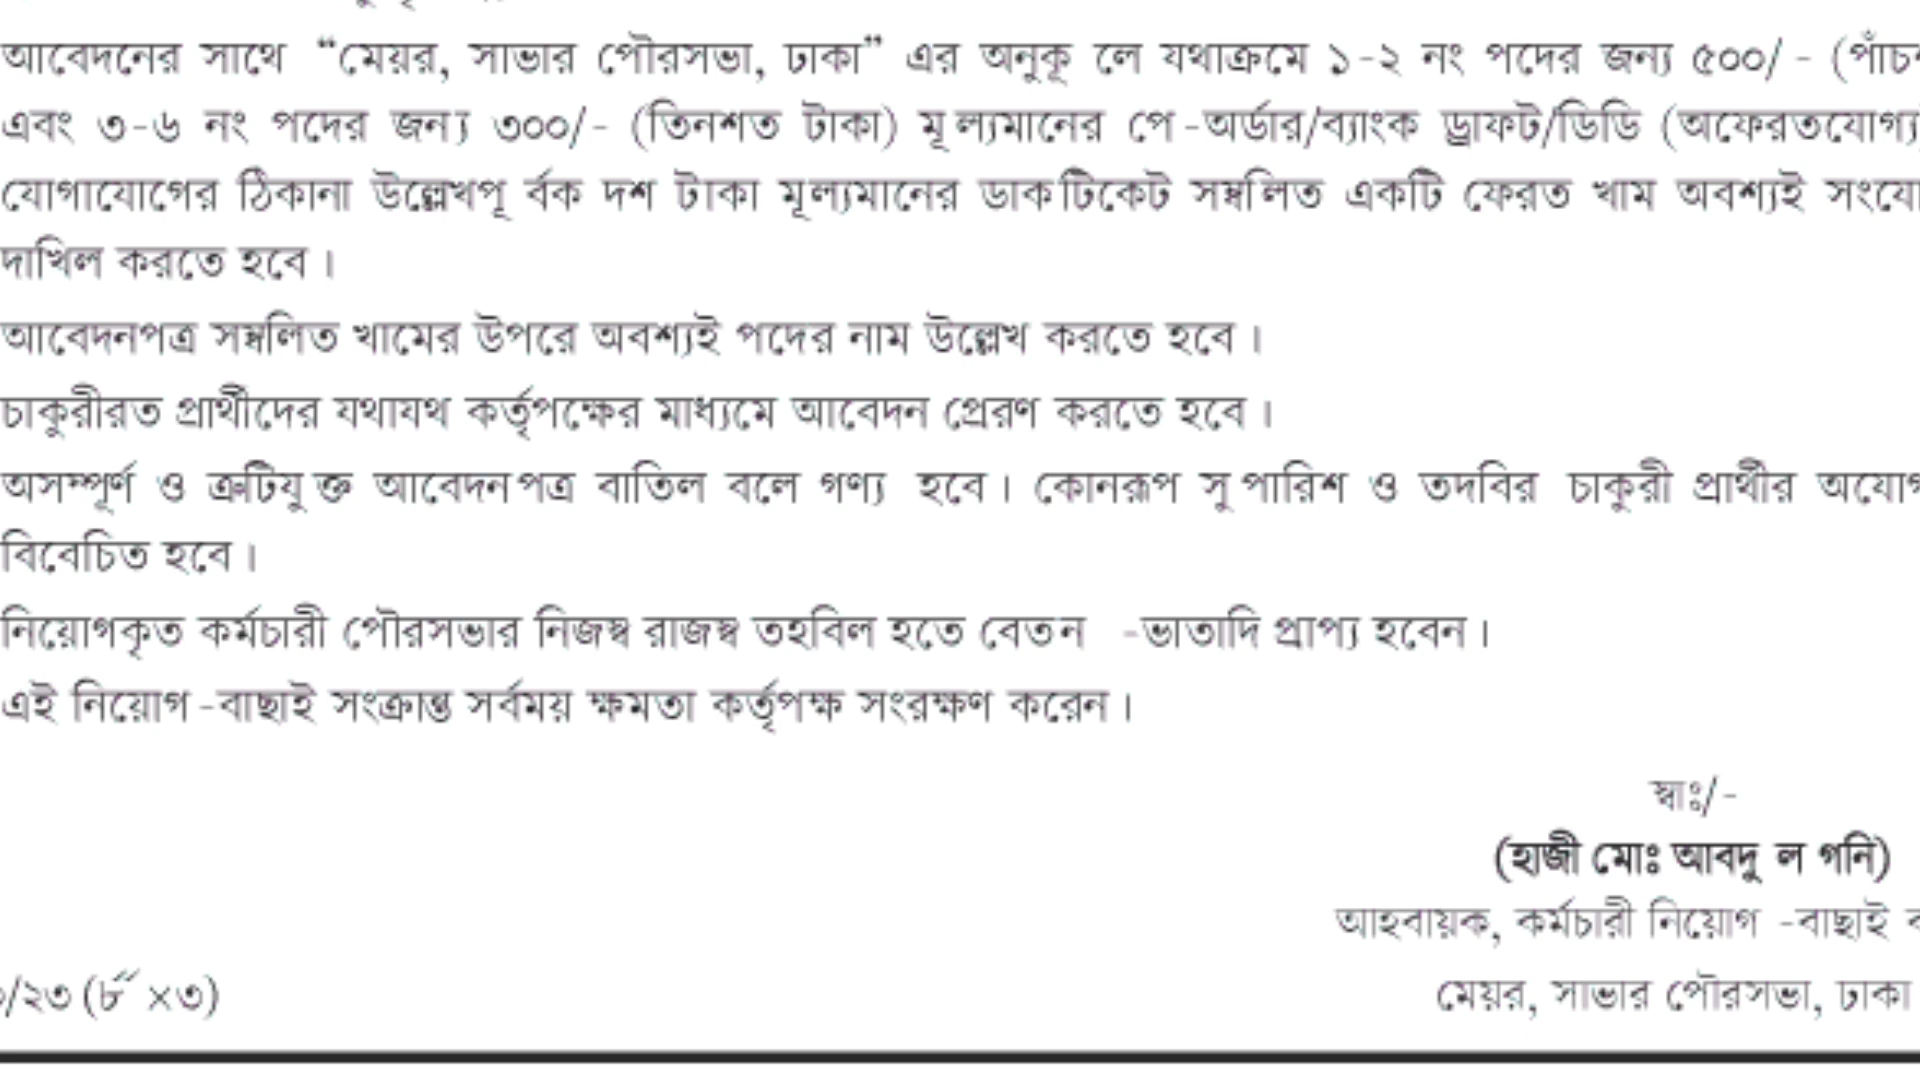 আবেদনের সাথে “মেয়র, সাভার পৌরসভা, ঢাকা” এর অনুকূলে যথাক্রমে ১-২ নং পদের জন্য ৫০০/- (পাঁচ
এবং ৩-৬ নং পদের জন্য ৩০০/- (তিনশত টাকা) মূল্যমানের পে-অর্ডার/ব্যাংক ড্রাফট/ডিডি (অফেরতযোগ্য
যোগাযোগের ঠিকানা উল্লেখপূর্বক দশ টাকা মূল্যমানের ডাকটিকেট সম্বলিত একটি ফেরত খাম অবশ্যই সংযো
দাখিল করতে হবে।
আবেদনপত্র সম্বলিত খামের উপরে অবশ্যই পদের নাম উল্লেখ করতে হবে।
চাকুরীরত প্রার্থীদের যথাযথ কর্তৃপক্ষের মাধ্যমে আবেদন প্রেরণ করতে হবে।
অসম্পূর্ণ ও ত্রুটিযুক্ত আবেদনপত্র বাতিল বলে গণ্য হবে। কোনরূপ সুপারিশ ও তদবির চাকুরী প্রার্থীর অযোগ
বিবেচিত হবে।
নিয়োগকৃত কর্মচারী পৌরসভার নিজস্ব রাজস্ব তহবিল হতে বেতন -ভাতাদি প্রাপ্য হবেন।
এই নিয়োগ-বাছাই সংক্রান্ত সর্বময় ক্ষমতা কর্তৃপক্ষ সংরক্ষণ করেন।
স্বাঃ/-
(হাজী মোঃ আবদুল গনি)
আহবায়ক, কর্মচারী নিয়োগ -বাছাই ক
/২৩ (৮˝ ×৩)
মেয়র, সাভার পৌরসভা, ঢাকা